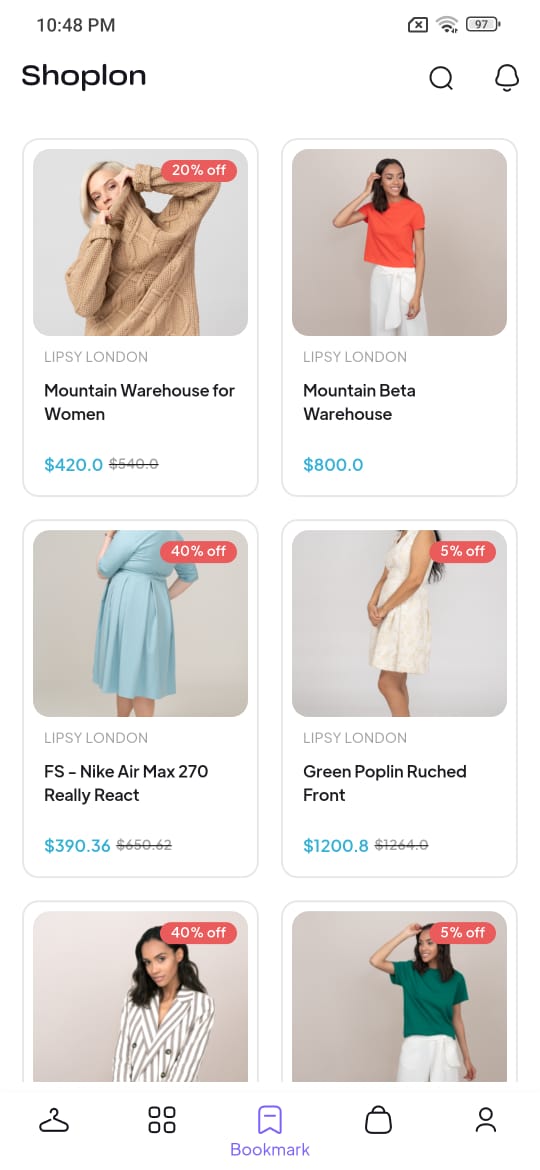 10:48 PM
97
Shoplon
20% off
LIPSY LONDON
Mountain Warehouse for
Women
$420.0 $540.0
LIPSY LONDON
Mountain Beta
Warehouse
$800.0
40% off
LIPSY LONDON
FS - Nike Air Max 270
Really React
$390.36 $650.62
5% off
LIPSY LONDON
Green Poplin Ruched
Front
$1200.8 $1264.0
40% off
5% off
Bookmark